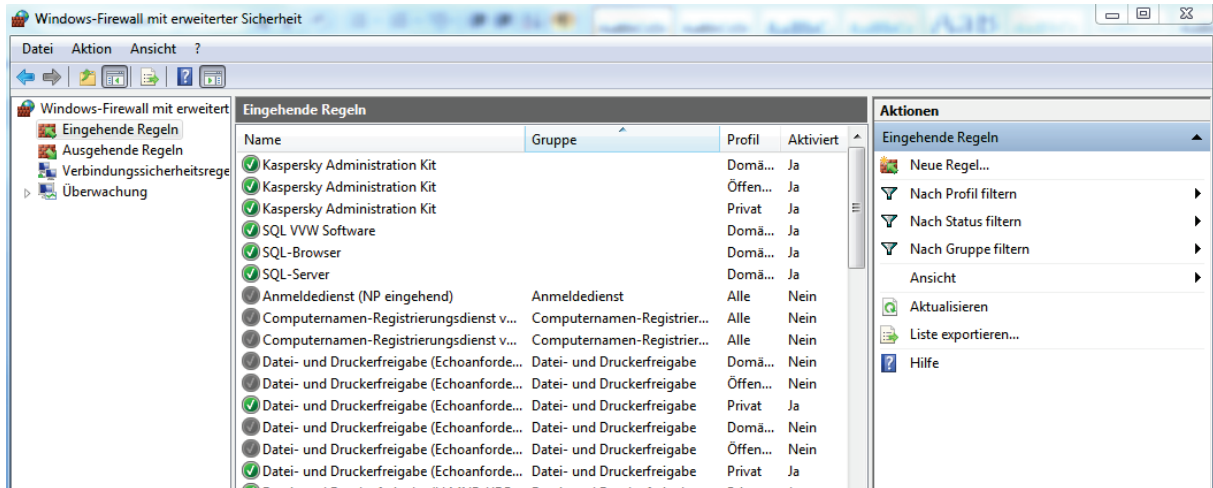 Windows-Firewall mit erweiterter Sicherheit
Datei Aktion Ansicht ?
Windows-Firewall mit erweitert
Eingehende Regeln
Ausgehende Regeln
Verbindungssicherheitsrege
Überwachung
Eingehende Regeln
Name Gruppe Profil Aktiviert
Kaspersky Administration Kit Domä... Ja
Kaspersky Administration Kit Öffen... Ja
Kaspersky Administration Kit Privat Ja
SQL VVW Software Domä... Ja
SQL-Browser Domä... Ja
SQL-Server Domä... Ja
Anmeldedienst (NP eingehend) Anmeldedienst Alle Nein
Computernamen-Registrierungsdienst v... Computernamen-Registrier... Alle Nein
Computernamen-Registrierungsdienst v... Computernamen-Registrier... Alle Nein
Datei- und Druckerfreigabe (Echoanforde... Datei- und Druckerfreigabe Domä... Nein
Datei- und Druckerfreigabe (Echoanforde... Datei- und Druckerfreigabe Öffen... Nein
Datei- und Druckerfreigabe (Echoanforde... Datei- und Druckerfreigabe Privat Ja
Datei- und Druckerfreigabe (Echoanforde... Datei- und Druckerfreigabe Domä... Nein
Datei- und Druckerfreigabe (Echoanforde... Datei- und Druckerfreigabe Öffen... Nein
Datei- und Druckerfreigabe (Echoanforde... Datei- und Druckerfreigabe Privat Ja
Aktionen
Eingehende Regeln
Neue Regel...
Nach Profil filtern
Nach Status filtern
Nach Gruppe filtern
Ansicht
Aktualisieren
Liste exportieren...
Hilfe